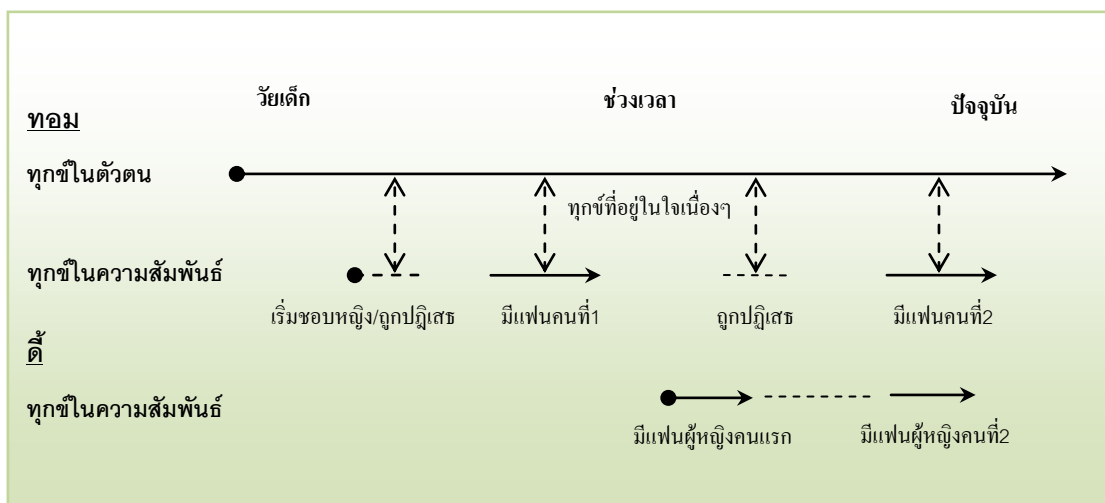 วัยเด็ก ช่วงเวลา ปัจจุบัน
ทอม
ทุกข์ในตัวตน
ทุกข์ที่อยู่ในใจเนื่องๆ
ทุกข์ในความสัมพันธ์
เริ่มชอบหญิง/ถูกปฎิเสธ มีแฟนคนที่1 ถูกปฏิเสธ มีแฟนคนที่2
ดี้
ทุกข์ในความสัมพันธ์
มีแฟนผู้หญิงคนแรก มีแฟนผู้หญิงคนที่2